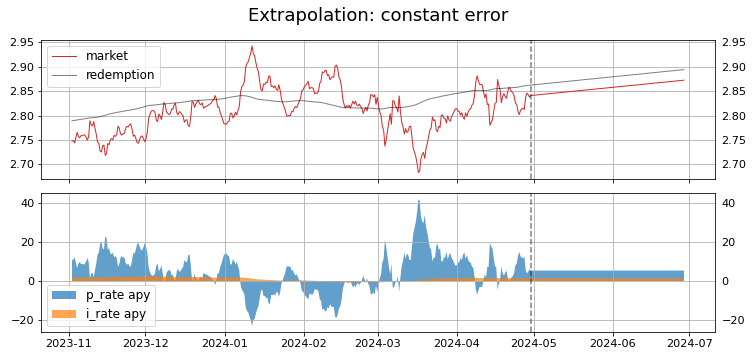 Extrapolation: constant error
2.95 2.95
market
redemption
2.90 2.90
2.85 2.85
2.80 2.80
2.75 2.75
2.70 2.70
40 40
20 20
0 0
p_rate apy
i_rate apy
−20 −20
2023-11 2023-12 2024-01 2024-02 2024-03 2024-04 2024-05 2024-06 2024-07